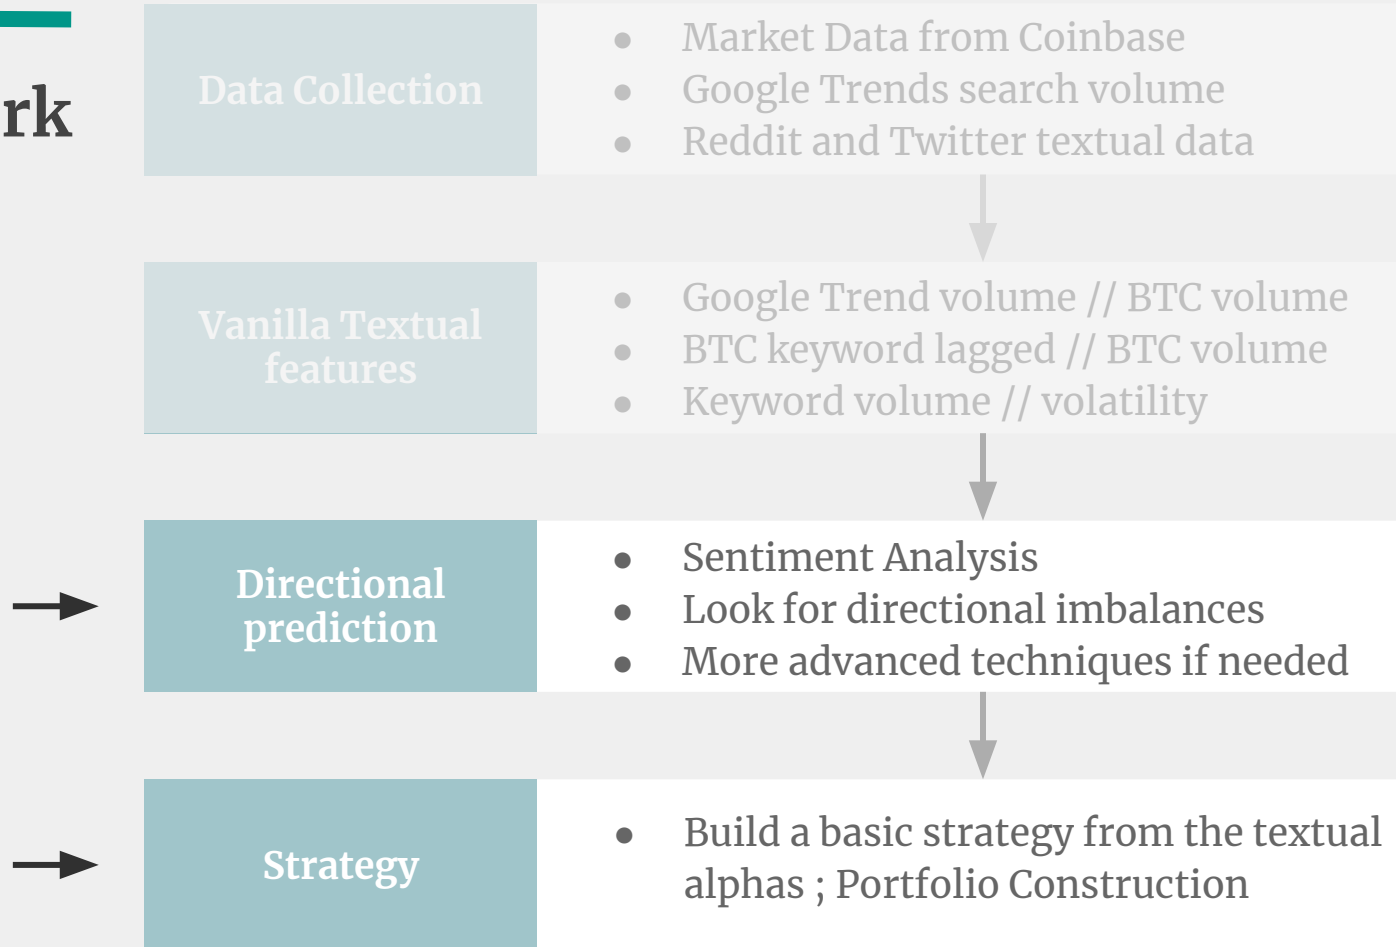 rk
Data Collection
● Market Data from Coinbase
● Google Trends search volume
● Reddit and Twitter textual data
Vanilla Textual
features
● Google Trend volume // BTC volume
● BTC keyword lagged // BTC volume
● Keyword volume // volatility
Directional
prediction
● Sentiment Analysis
● Look for directional imbalances
● More advanced techniques if needed
Strategy
● Build a basic strategy from the textual
alphas ; Portfolio Construction